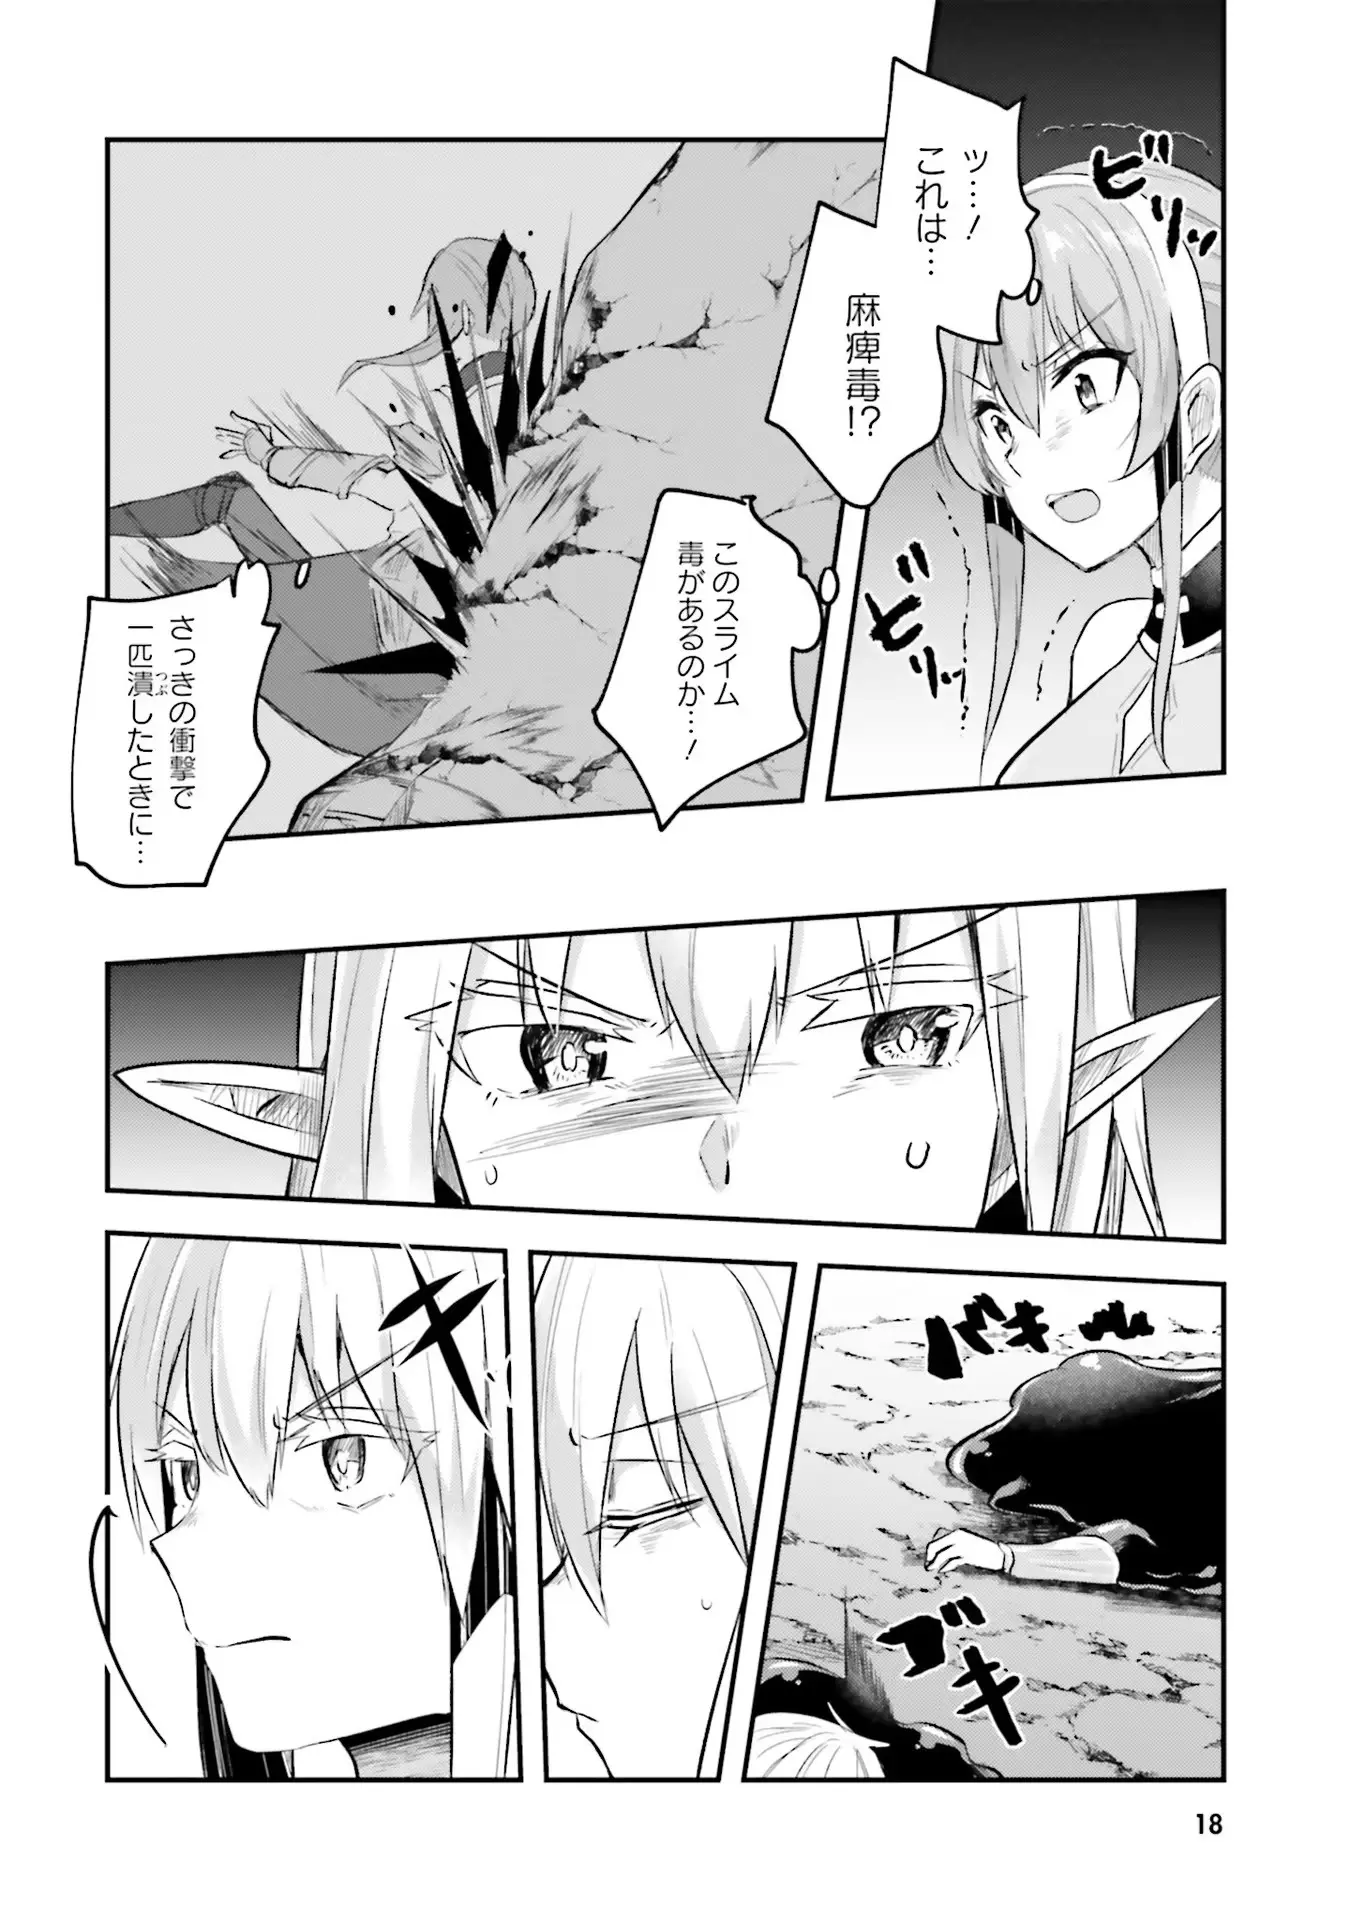 ビリッ
ッ…！
これは…
麻痺毒!?
ビリッ
このスライム
毒があるのか…！
さっきの衝撃で
一匹潰したときに…
つぶ
バキ
ゴキ
18